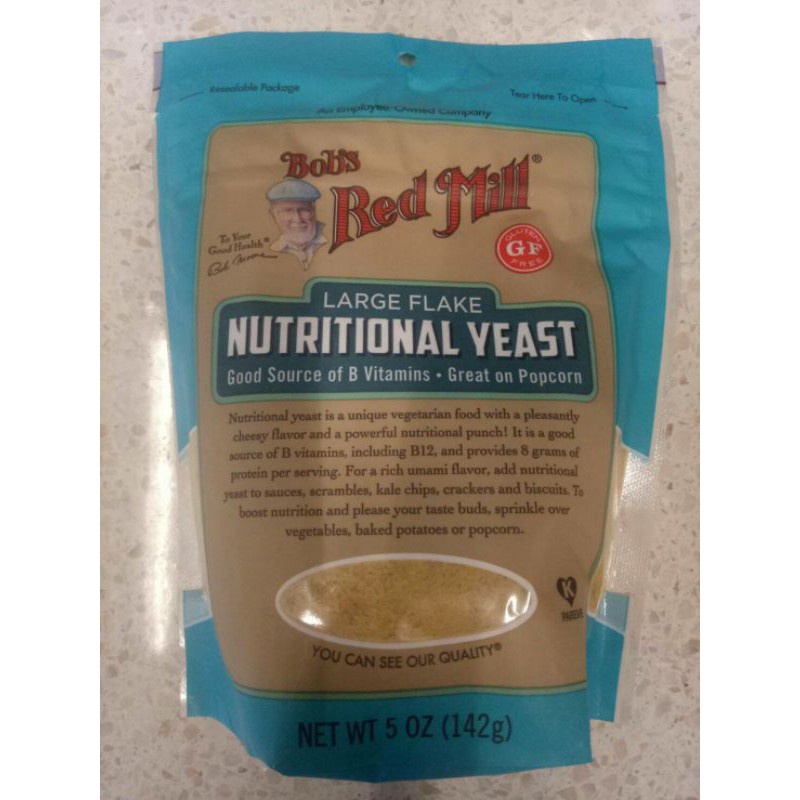 Resealable Package
Tear Here To Open
An Employee-Owned Company
Bob's
Red Mill®
To Your
Good Health®
Bob Moore
GLUTEN
GF
FREE
LARGE FLAKE
NUTRITIONAL YEAST
Good Source of B Vitamins • Great on Popcorn
Nutritional yeast is a unique vegetarian food with a pleasantly
cheesy flavor and a powerful nutritional punch! It is a good
source of B vitamins, including B12, and provides 8 grams of
protein per serving. For a rich umami flavor, add nutritional
yeast to sauces, scrambles, kale chips, crackers and biscuits. To
boost nutrition and please your taste buds, sprinkle over
vegetables, baked potatoes or popcorn.
K
PAREVE
YOU CAN SEE OUR QUALITY®
NET WT 5 OZ (142g)